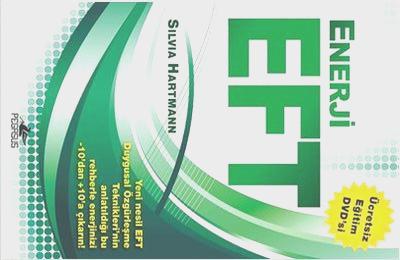 ENERJİ
EFT
Ücretsiz
Eğitim
DVD'si
SILVIA HARTMANN
Yeni nesil EFT
Duygusal Özgürleşme
Teknikleri'nin
anlatıldığı bu
rehberle enerjinizi
-10'dan +10'a çıkarın!
PEGASUS